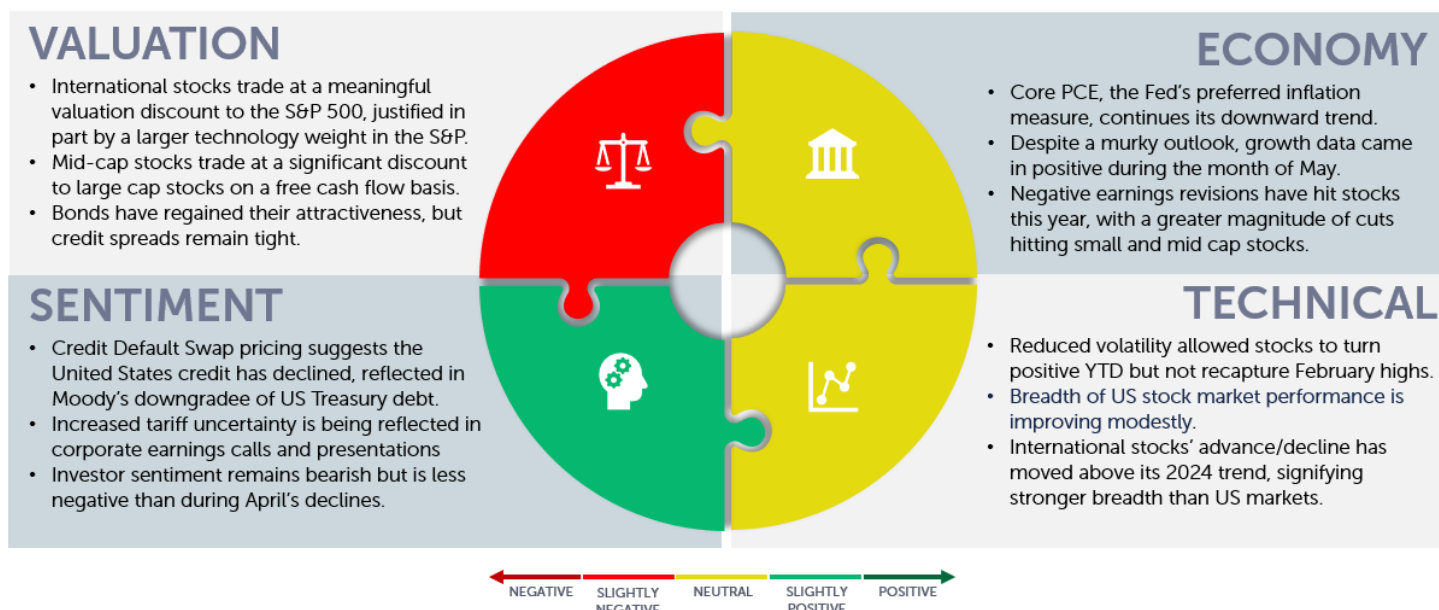 VALUATION
• International stocks trade at a meaningful
valuation discount to the S&P 500, justified in
part by a larger technology weight in the S&P.
• Mid-cap stocks trade at a significant discount
to large cap stocks on a free cash flow basis.
• Bonds have regained their attractiveness, but
credit spreads remain tight.
ECONOMY
• Core PCE, the Fed's preferred inflation
measure, continues its downward trend.
• Despite a murky outlook, growth data came
in positive during the month of May.
• Negative earnings revisions have hit stocks
this year, with a greater magnitude of cuts
hitting small and mid cap stocks.
SENTIMENT
• Credit Default Swap pricing suggests the
United States credit has declined, reflected in
Moody's downgradee of US Treasury debt.
• Increased tariff uncertainty is being reflected in
corporate earnings calls and presentations
• Investor sentiment remains bearish but is less
negative than during April's declines.
TECHNICAL
• Reduced volatility allowed stocks to turn
positive YTD but not recapture February highs.
• Breadth of US stock market performance is
improving modestly.
• International stocks' advance/decline has
moved above its 2024 trend, signifying
stronger breadth than US markets.
NEGATIVE
SLIGHTLY
NEGATIVE
NEUTRAL
SLIGHTLY
POSITIVE
POSITIVE